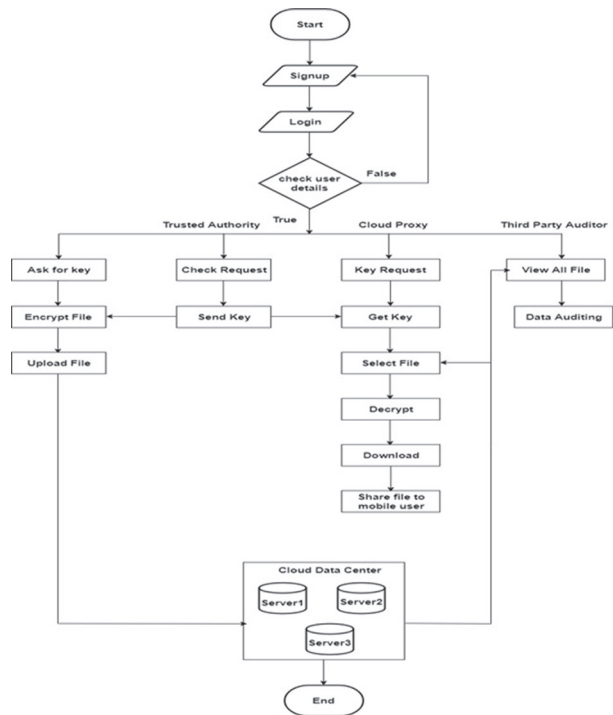 Start
Signup
Login
check user
details
False
True
Trusted Authority
Cloud Proxy
Third Party Auditor
Ask for key
Check Request
Key Request
View All File
Encrypt File
Send Key
Get Key
Data Auditing
Upload File
Select File
Decrypt
Download
Share file to
mobile user
Cloud Data Center
Server1
Server2
Server3
End